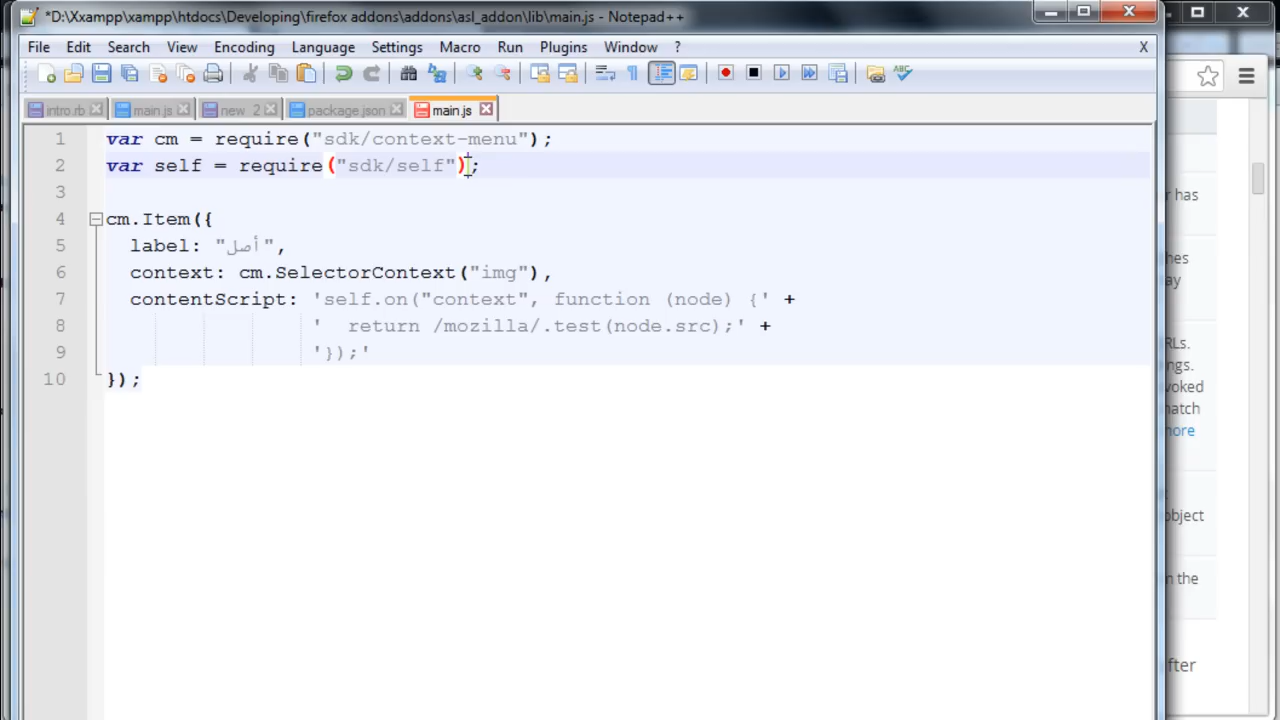 *D:\Xxampp\xampp\htdocs\Developing\firefox addons\addons\asl_addon\lib\main.js - Notepad++
File Edit Search View Encoding Language Settings Macro Run Plugins Window ? X
intro.rb main.js new 2 package.json main.js
1 var cm = require("sdk/context-menu");
2 var self = require("sdk/self");
3
4 cm.Item({
5 label: "أصل",
6 context: cm.SelectorContext("img"),
7 contentScript: 'self.on("context", function (node) {' +
8 ' return /mozilla/.test(node.src);' +
9 '});'
10 });
r has
hes
ay
RLs.
ngs.
voked
natch
more
object
n the
fter